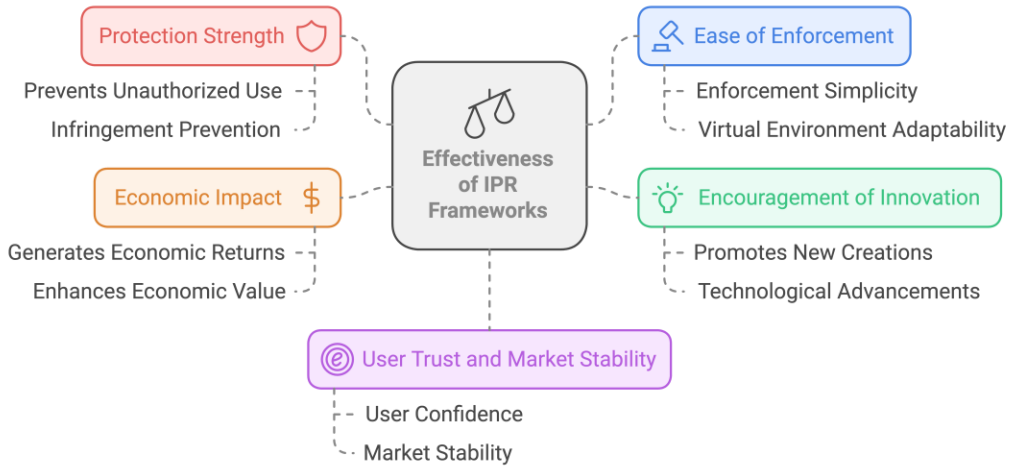 Protection Strength
Prevents Unauthorized Use
Infringement Prevention
Economic Impact
Generates Economic Returns
Enhances Economic Value
Effectiveness
of IPR
Frameworks
Ease of Enforcement
Enforcement Simplicity
Virtual Environment Adaptability
Encouragement of Innovation
Promotes New Creations
Technological Advancements
User Trust and Market Stability
User Confidence
Market Stability